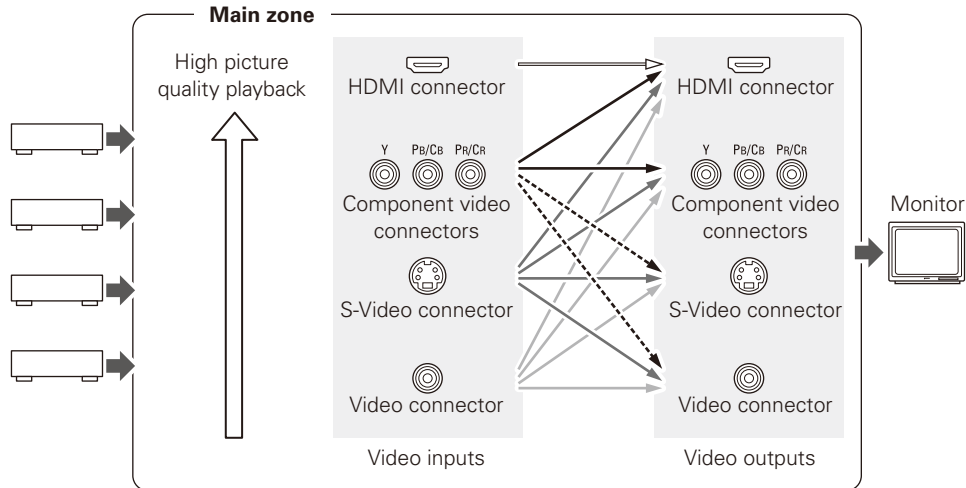 Main zone
High picture
quality playback
HDMI connector
Y PB/CB PR/CR
Component video
connectors
S-Video connector
Video connector
Video inputs
HDMI connector
Y PB/CB PR/CR
Component video
connectors
S-Video connector
Video connector
Video outputs
Monitor